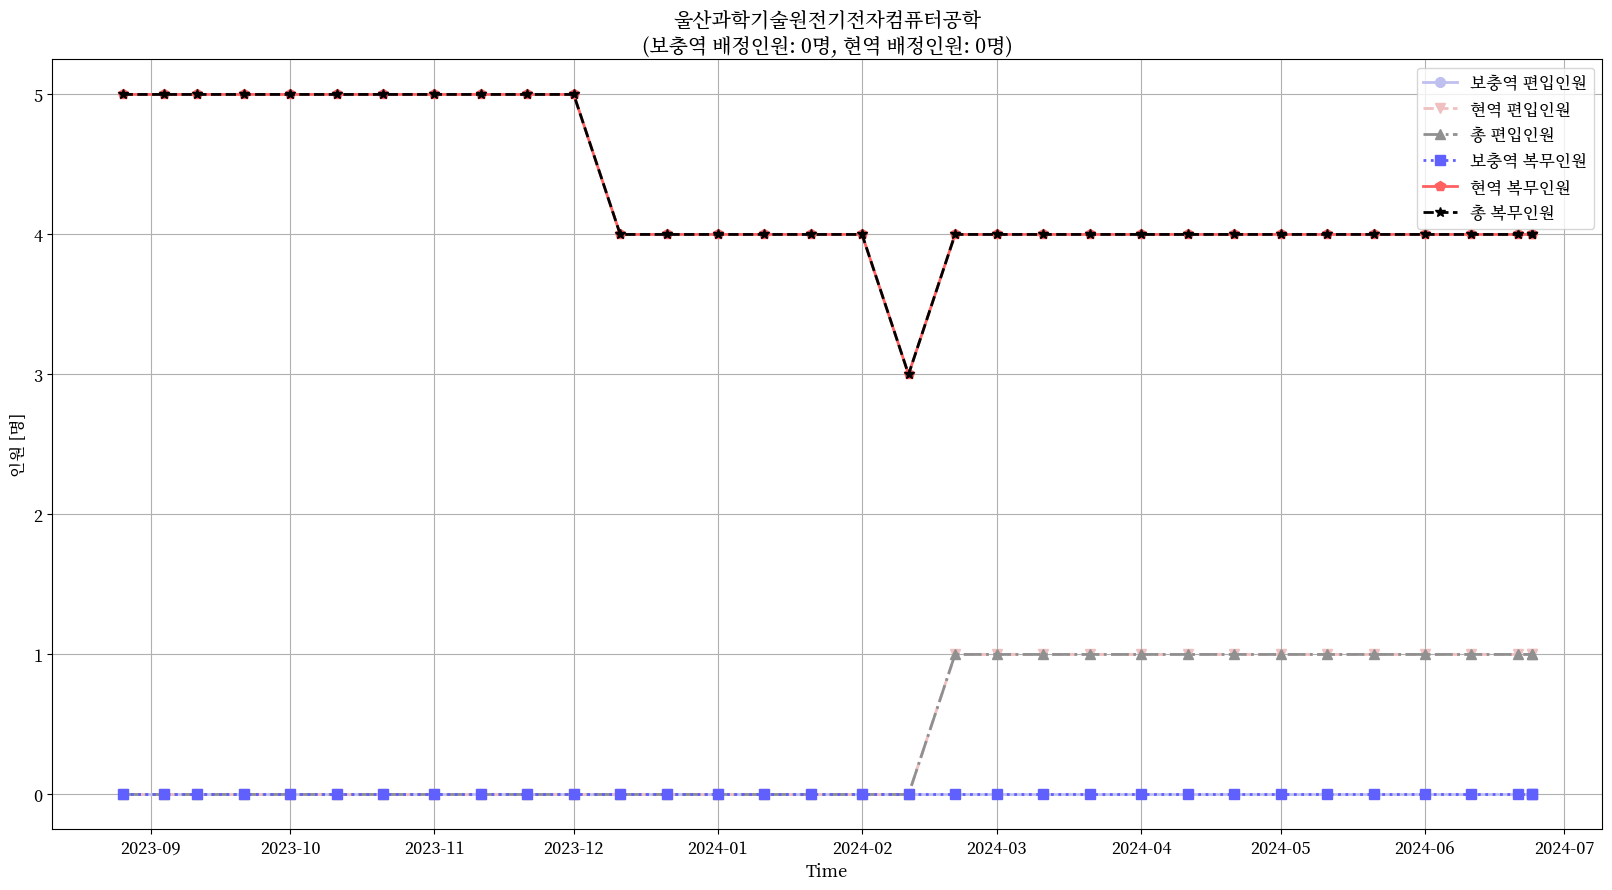 울산과학기술원전기전자컴퓨터공학
(보충역 배정인원: 0명, 현역 배정인원: 0명)
보충역 편입인원
현역 편입인원
총 편입인원
보충역 복무인원
현역 복무인원
총 복무인원
인원 [명]
5
4
3
2
1
0
2023-09 2023-10 2023-11 2023-12 2024-01 2024-02 2024-03 2024-04 2024-05 2024-06 2024-07
Time